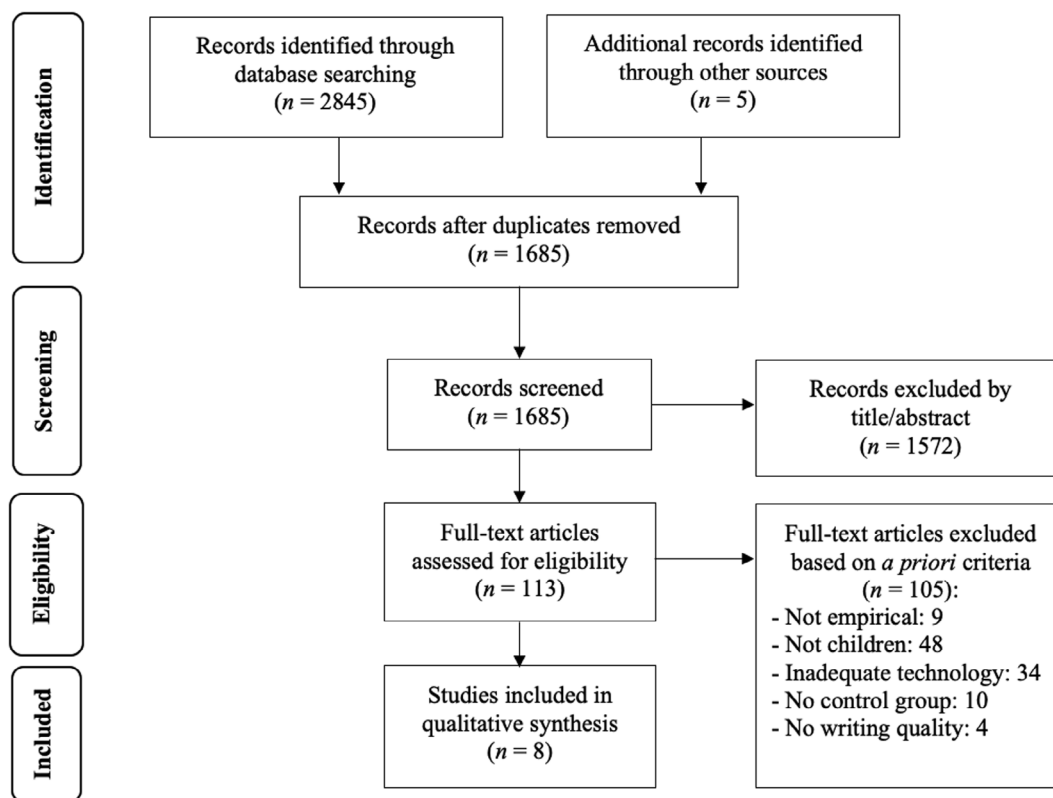 Identification
Records identified through
database searching
(n = 2845)
Additional records identified
through other sources
(n = 5)
Records after duplicates removed
(n = 1685)
Screening
Records screened
(n = 1685)
Records excluded by
title/abstract
(n = 1572)
Eligibility
Full-text articles
assessed for eligibility
(n = 113)
Full-text articles excluded
based on a priori criteria
(n = 105):
- Not empirical: 9
- Not children: 48
- Inadequate technology: 34
- No control group: 10
- No writing quality: 4
Included
Studies included in
qualitative synthesis
(n = 8)